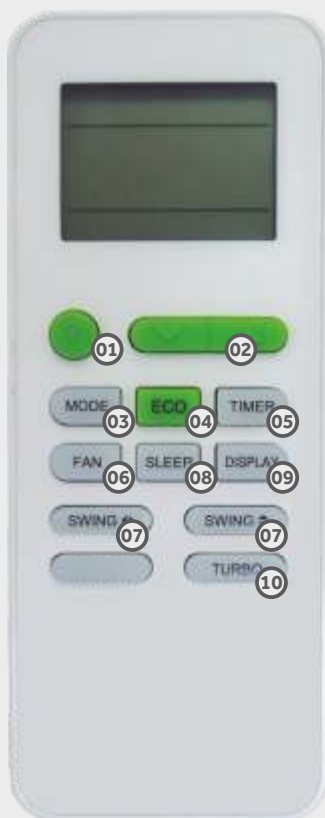 01 02
MODE 03 ECO 04 TIMER 05
FAN 06 SLEEP 08 DISPLAY 09
SWING 07 SWING 07
TURBO 10